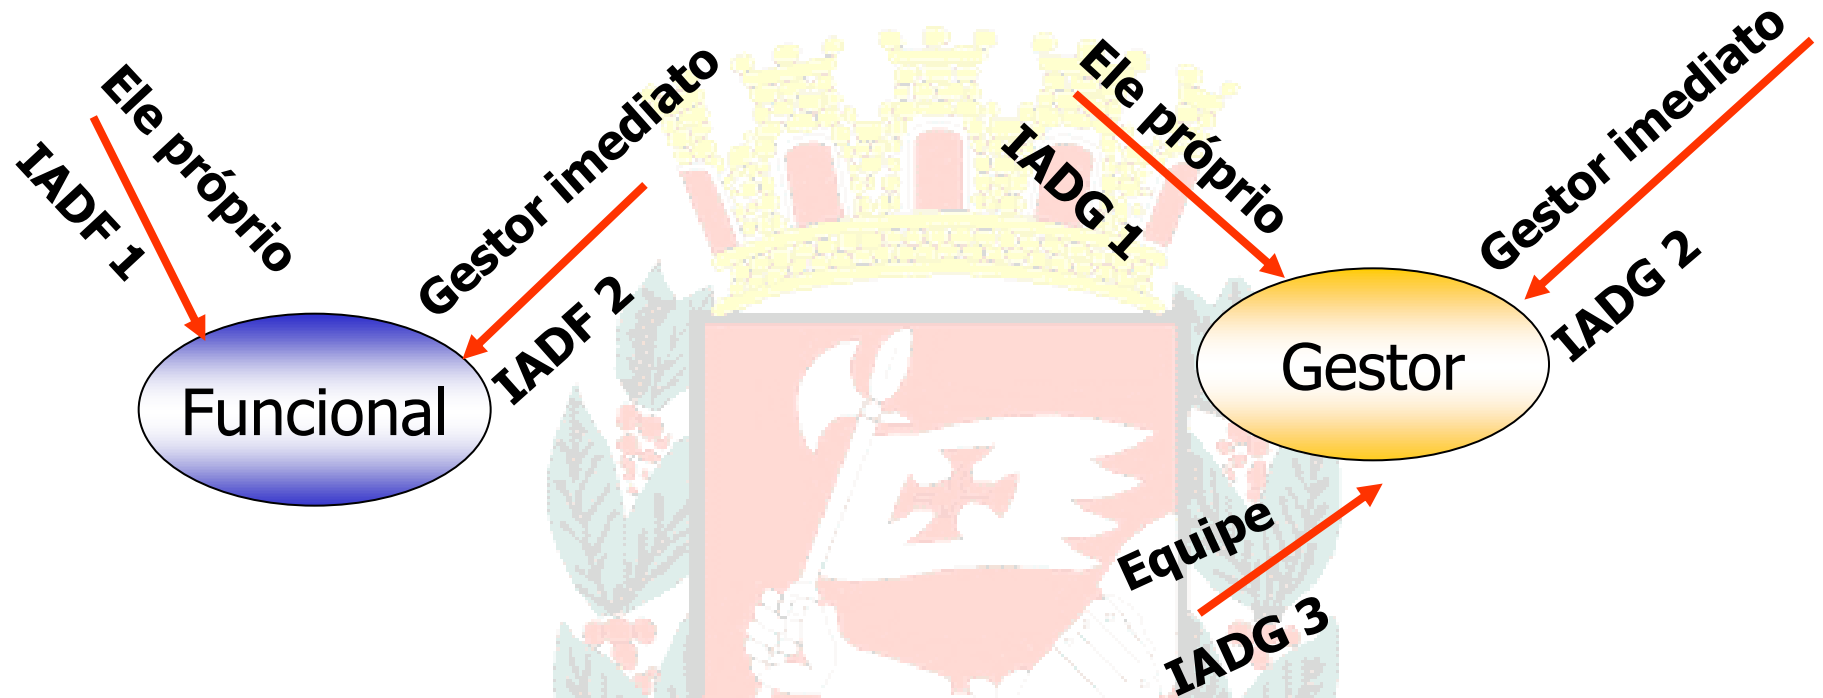 Ele próprio
IADF 1
Gestor imediato
IADF 2
Funcional
Ele próprio
IADG 1
Gestor imediato
IADG 2
Gestor
Equipe
IADG 3